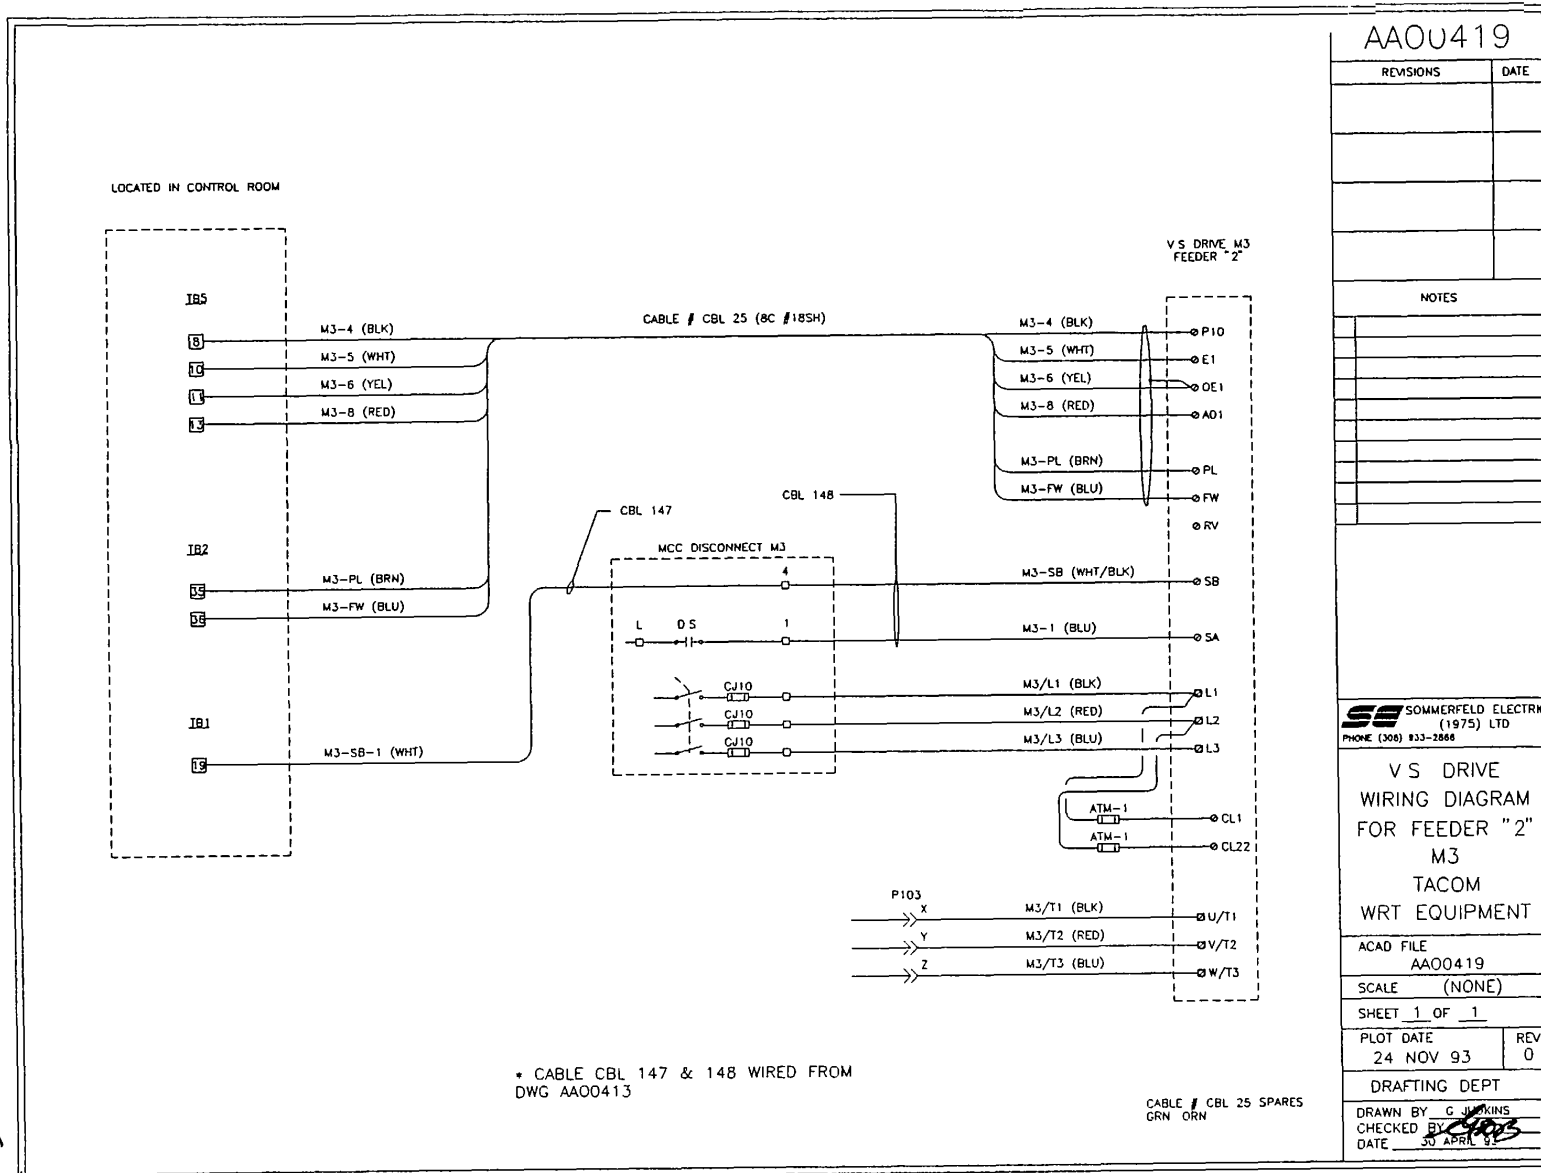 AA00419
REVISIONS DATE
LOCATED IN CONTROL ROOM
V S DRIVE M3
FEEDER "2"
NOTES
TB5
8
10
11
13
M3-4 (BLK)
M3-5 (WHT)
M3-6 (YEL)
M3-8 (RED)
CABLE # CBL 25 (8C #18SH)
M3-4 (BLK)
M3-5 (WHT)
M3-6 (YEL)
M3-8 (RED)
M3-PL (BRN)
M3-FW (BLU)
P10
E1
OE1
AO1
PL
FW
RV
SB
SA
L1
L2
L3
CL1
CL22
U/T1
V/T2
W/T3
TB2
35
36
M3-PL (BRN)
M3-FW (BLU)
CBL 147
CBL 148
MCC DISCONNECT M3
4
L
D S
1
CJ10
CJ10
CJ10
M3-SB (WHT/BLK)
M3-1 (BLU)
M3/L1 (BLK)
M3/L2 (RED)
M3/L3 (BLU)
TB1
19
M3-SB-1 (WHT)
ATM-1
ATM-1
P103
X
Y
Z
M3/T1 (BLK)
M3/T2 (RED)
M3/T3 (BLU)
* CABLE CBL 147 & 148 WIRED FROM
DWG AA00413
CABLE # CBL 25 SPARES
GRN ORN
SE SOMMERFELD ELECTRI
(1975) LTD
PHONE (306) 933-2866
V S DRIVE
WIRING DIAGRAM
FOR FEEDER "2"
M3
TACOM
WRT EQUIPMENT
ACAD FILE
AA00419
SCALE (NONE)
SHEET 1 OF 1
PLOT DATE
24 NOV 93
REV
0
DRAFTING DEPT
DRAWN BY G
CHECKED BY
DATE 30 APRIL